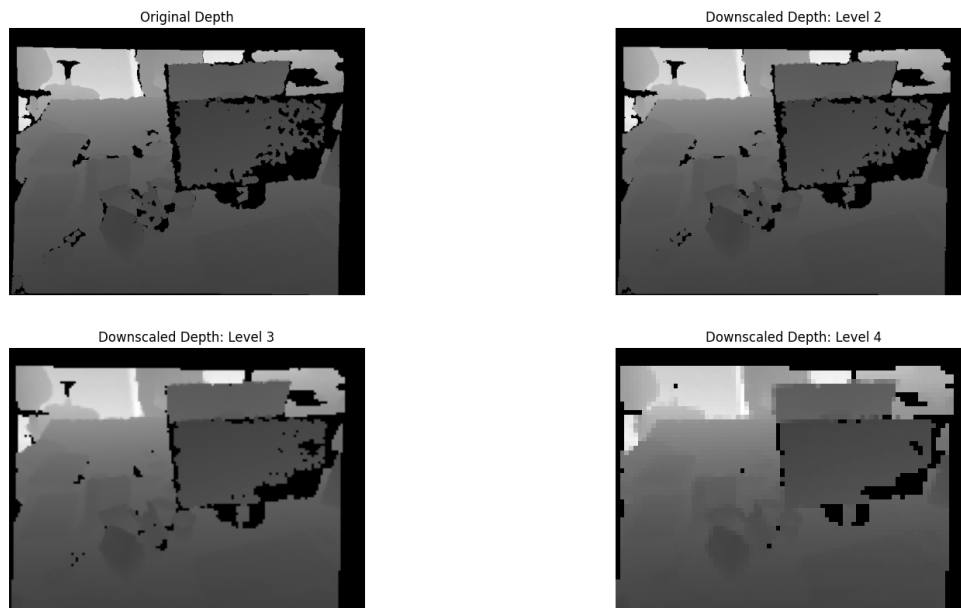 Original Depth
Downscaled Depth: Level 2
Downscaled Depth: Level 3
Downscaled Depth: Level 4